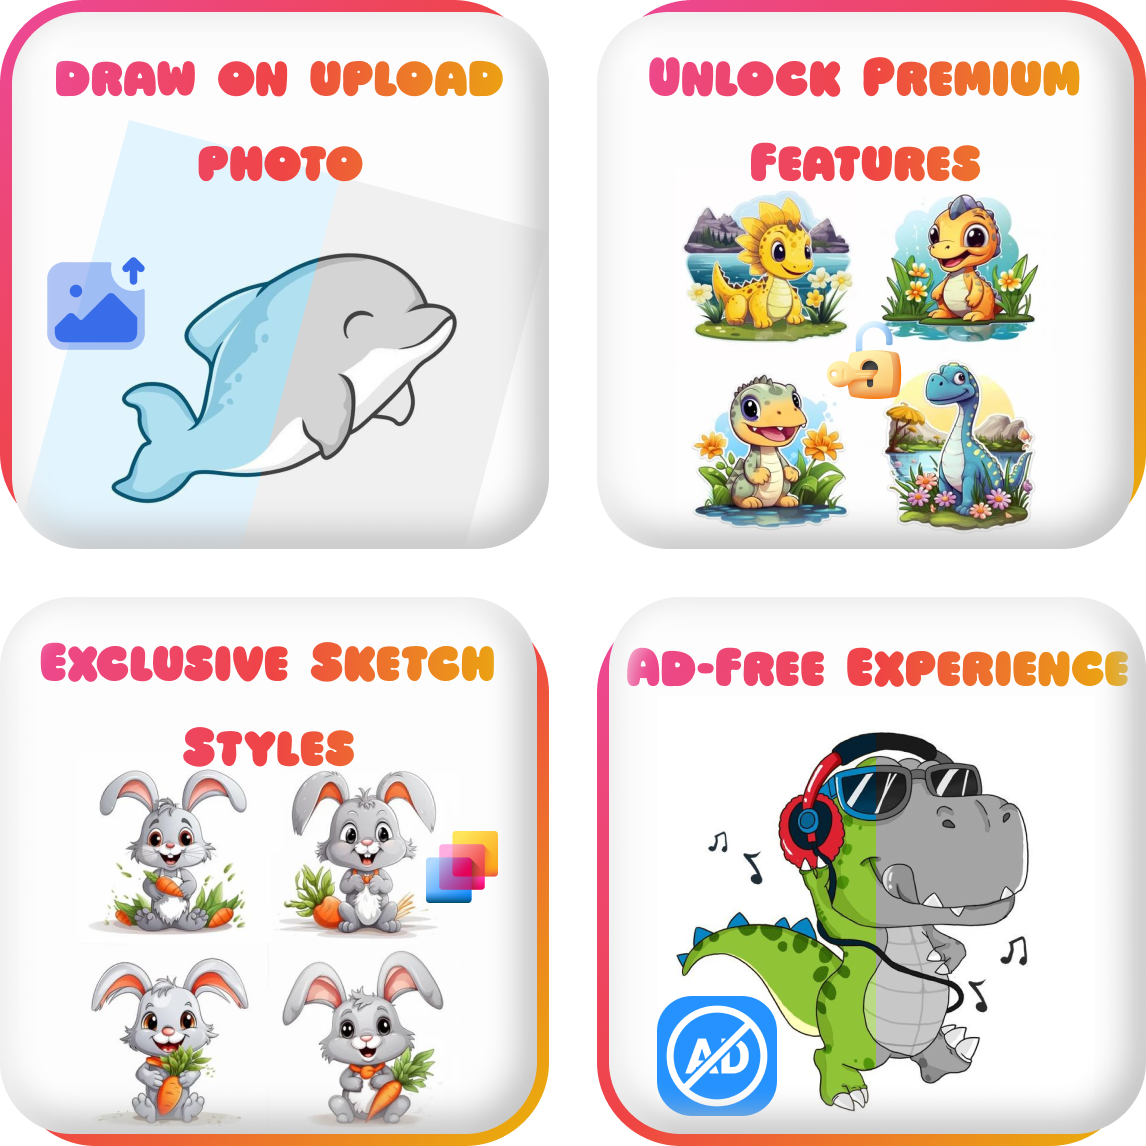 DRAW ON UPLOAD
PHOTO
UNLOCK PREMIUM
FEATURES
EXCLUSIVE SKETCH
STYLES
AD-FREE EXPERIENCE
AD